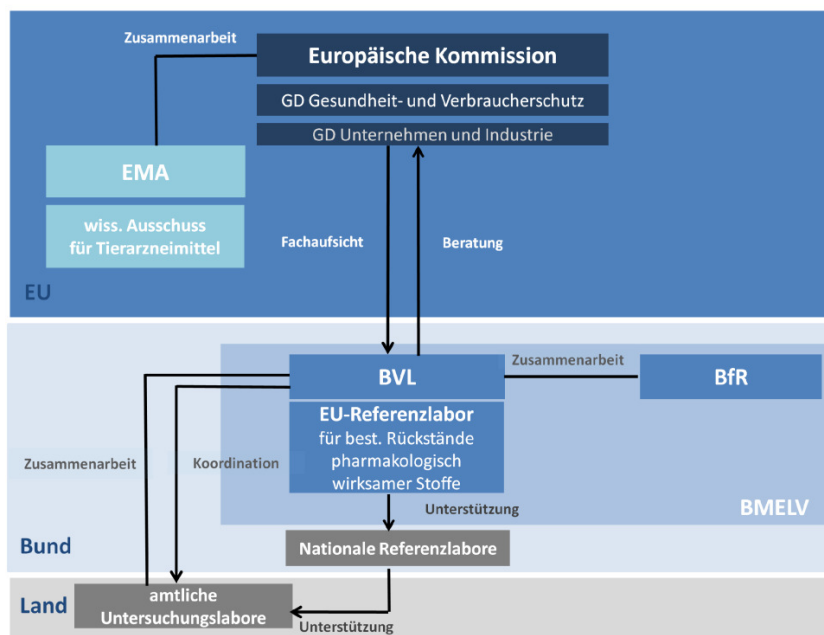 Zusammenarbeit
Europäische Kommission
GD Gesundheit- und Verbraucherschutz
GD Unternehmen und Industrie
EMA
wiss. Ausschuss
für Tierarzneimittel
Fachaufsicht
Beratung
EU
BVL
Zusammenarbeit
BfR
EU-Referenzlabor
für best. Rückstände
pharmakologisch
wirksamer Stoffe
Zusammenarbeit
Koordination
Unterstützung
BMELV
Bund
Nationale Referenzlabore
Land
amtliche
Untersuchungslabore
Unterstützung